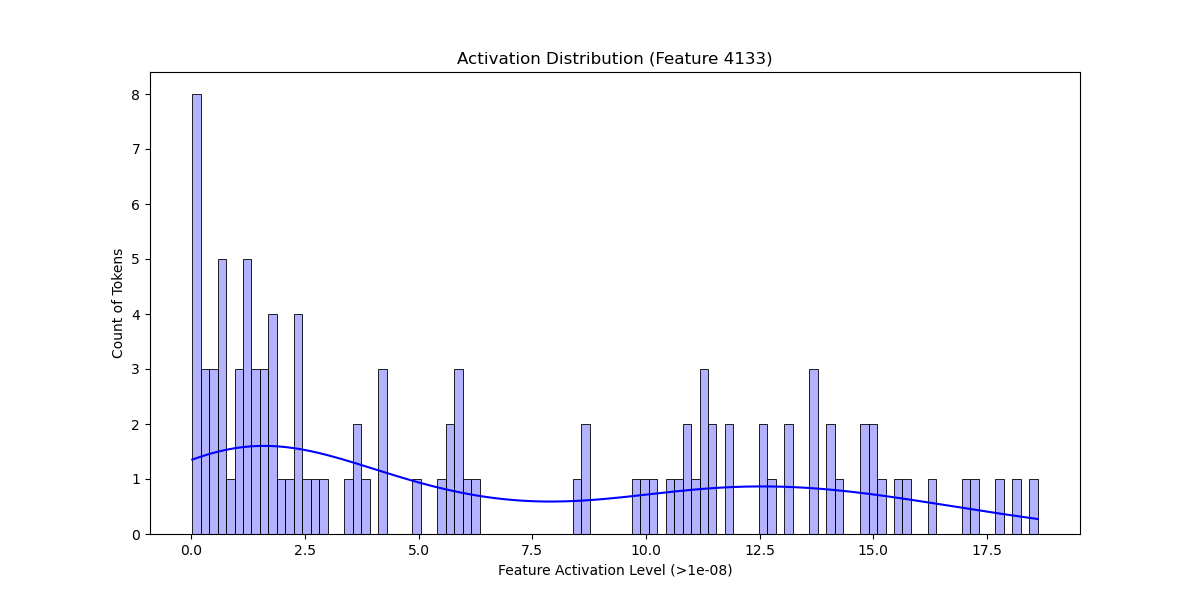 Activation Distribution (Feature 4133)
8
7
6
5
4
3
2
1
0
Count of Tokens
0.0 2.5 5.0 7.5 10.0 12.5 15.0 17.5
Feature Activation Level (>1e-08)